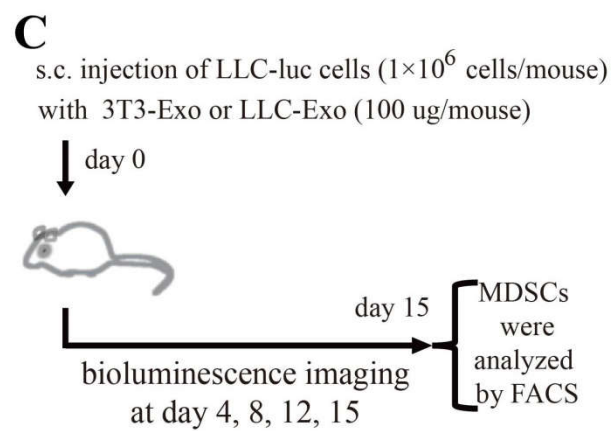 C
s.c. injection of LLC-luc cells (1×10⁶ cells/mouse)
with 3T3-Exo or LLC-Exo (100 ug/mouse)
day 0
day 15
MDSCs
were
analyzed
by FACS
bioluminescence imaging
at day 4, 8, 12, 15